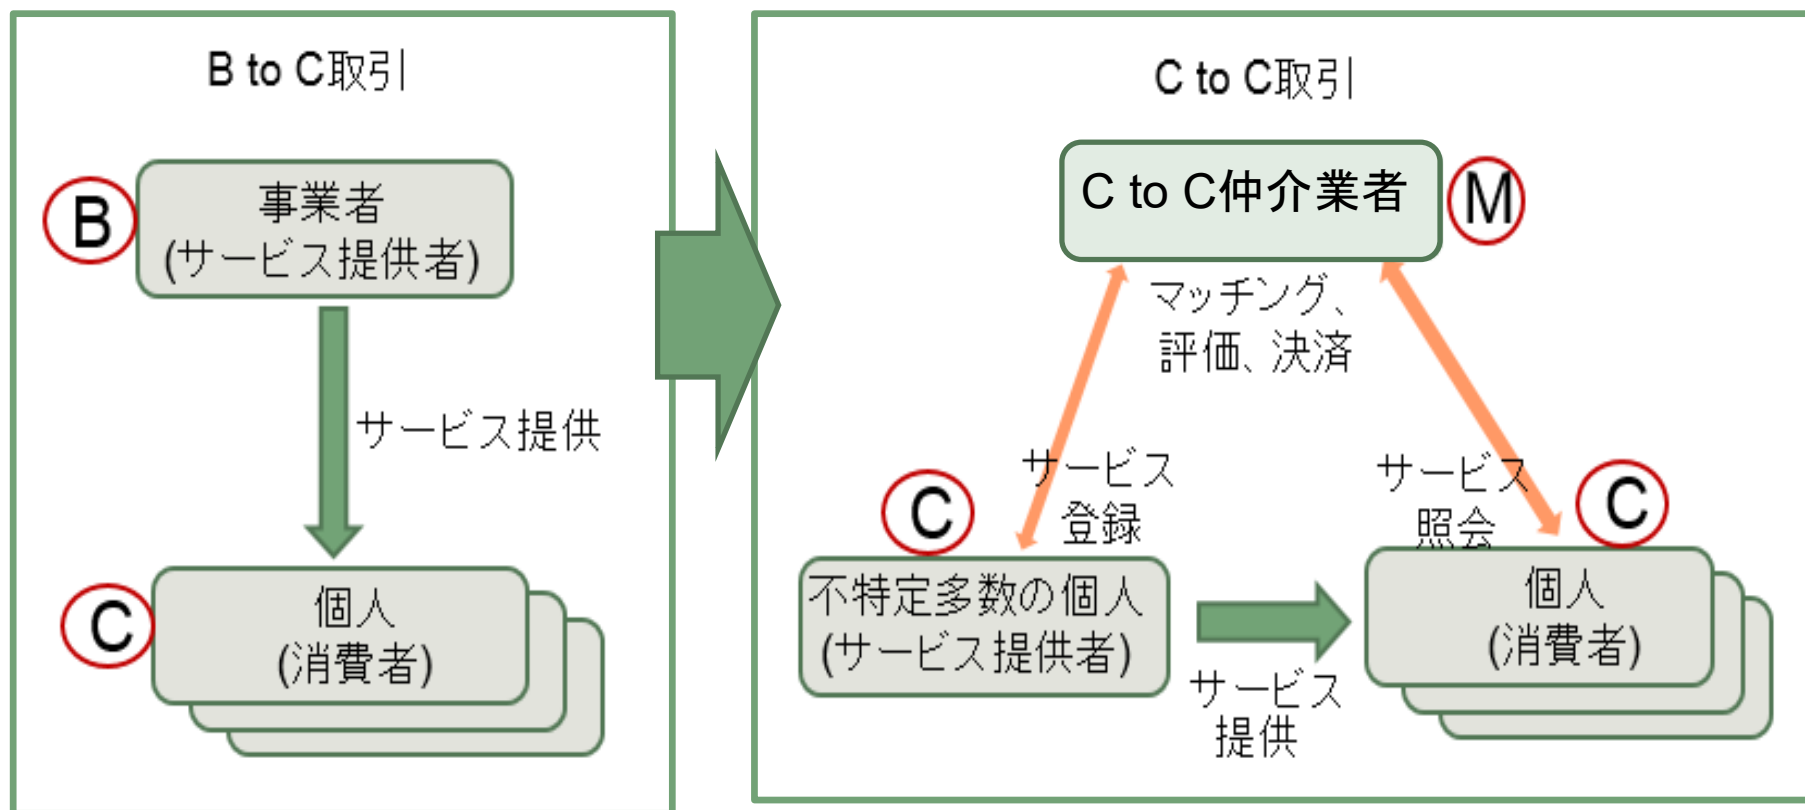 B to C取引
B
事業者
(サービス提供者)
サービス提供
C
個人
(消費者)
C to C取引
C to C仲介業者
M
マッチング、
評価、決済
サービス
登録
サービス
照会
C
不特定多数の個人
(サービス提供者)
サービス
提供
C
個人
(消費者)